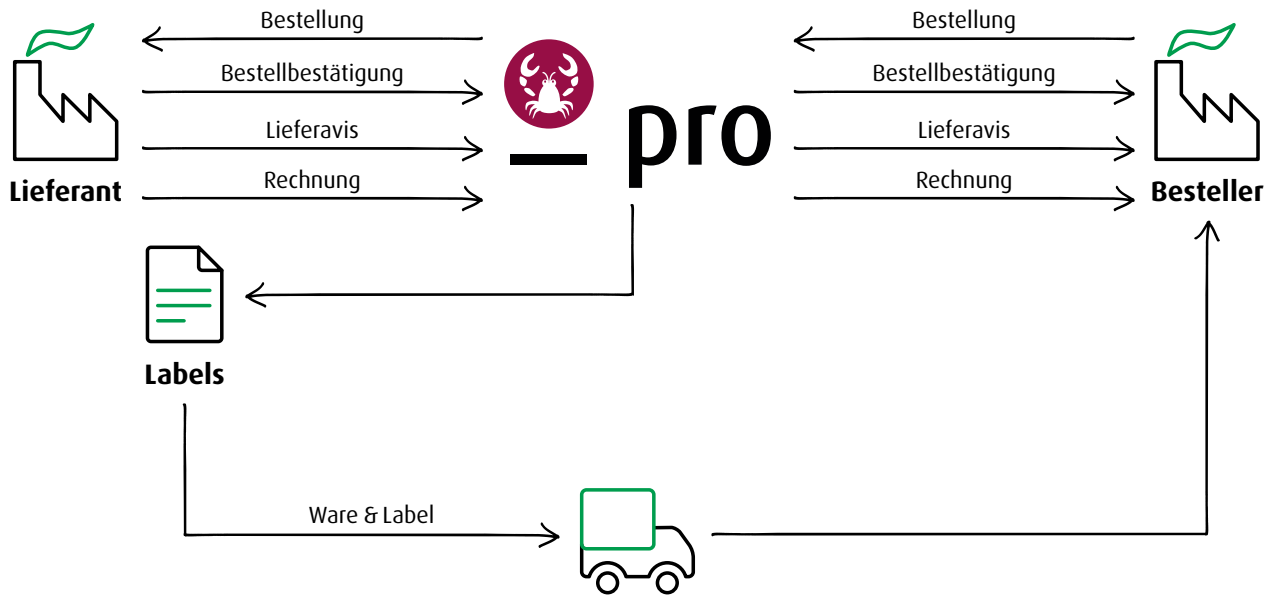 Bestellung
Bestellung
Bestellbestätigung
Bestellbestätigung
pro
Lieferavis
Lieferavis
Rechnung
Rechnung
Lieferant
Besteller
Labels
Ware & Label